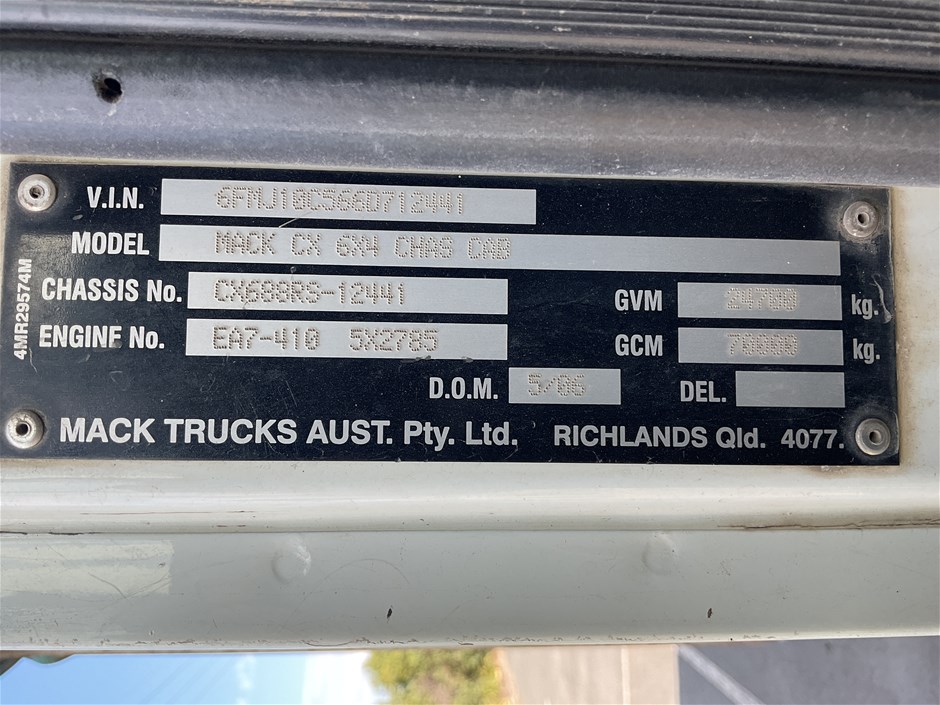 V.I.N. 6FMJ10C566D712441
MODEL MACK CX 6X4 CHAS CAB
CHASSIS No. CX688RS-12441 GVM 24700 kg.
ENGINE No. EA7-410 5X2785 GCM 70000 kg.
D.O.M. 5/06 DEL.
MACK TRUCKS AUST. Pty. Ltd. RICHLANDS Qld. 4077.
4MR29574M